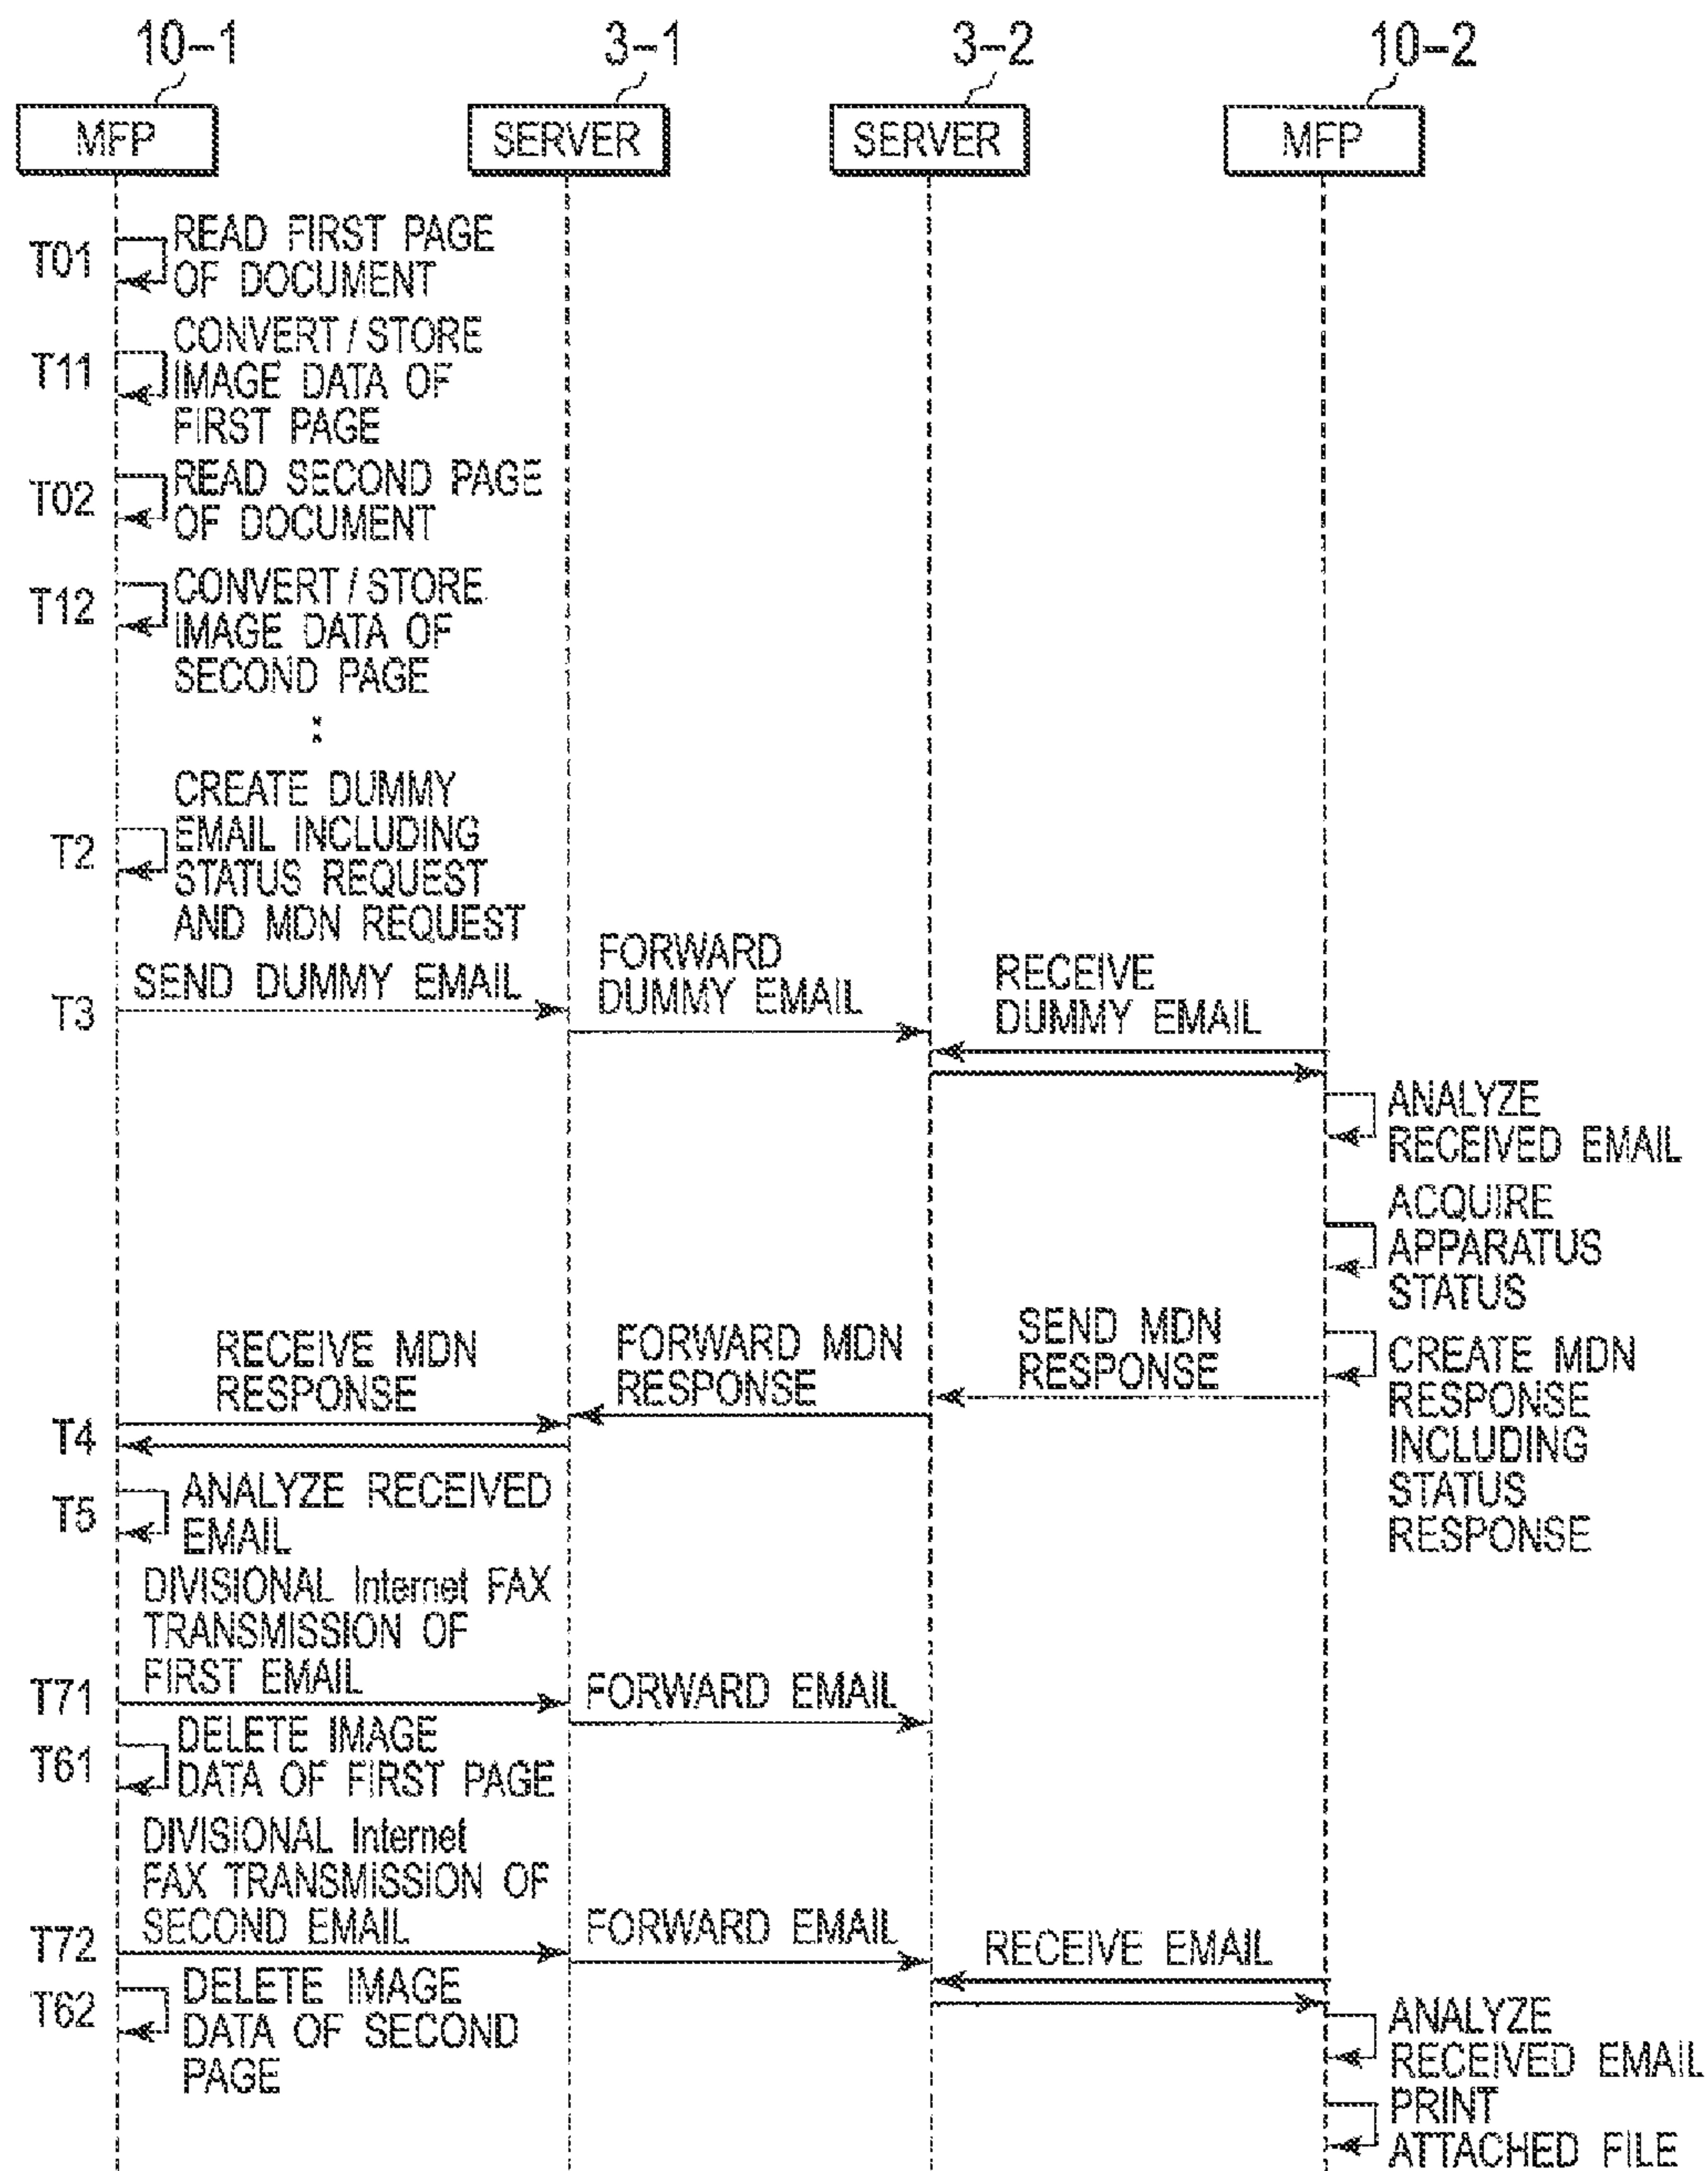 10-1
3-1
3-2
10-2
MFP
SERVER
SERVER
MFP
T01
READ FIRST PAGE
OF DOCUMENT
T11
CONVERT / STORE
IMAGE DATA OF
FIRST PAGE
T02
READ SECOND PAGE
OF DOCUMENT
T12
CONVERT / STORE
IMAGE DATA OF
SECOND PAGE
:
T2
CREATE DUMMY
EMAIL INCLUDING
STATUS REQUEST
AND MDN REQUEST
T3
SEND DUMMY EMAIL
FORWARD
DUMMY EMAIL
RECEIVE
DUMMY EMAIL
ANALYZE
RECEIVED EMAIL
ACQUIRE
APPARATUS
STATUS
CREATE MDN
RESPONSE
INCLUDING
STATUS
RESPONSE
SEND MDN
RESPONSE
FORWARD MDN
RESPONSE
RECEIVE MDN
RESPONSE
T4
T5
ANALYZE RECEIVED
EMAIL
DIVISIONAL Internet FAX
TRANSMISSION OF
FIRST EMAIL
T71
FORWARD EMAIL
T61
DELETE IMAGE
DATA OF FIRST PAGE
DIVISIONAL Internet
FAX TRANSMISSION OF
SECOND EMAIL
T72
FORWARD EMAIL
RECEIVE EMAIL
T62
DELETE IMAGE
DATA OF SECOND
PAGE
ANALYZE
RECEIVED EMAIL
PRINT
ATTACHED FILE